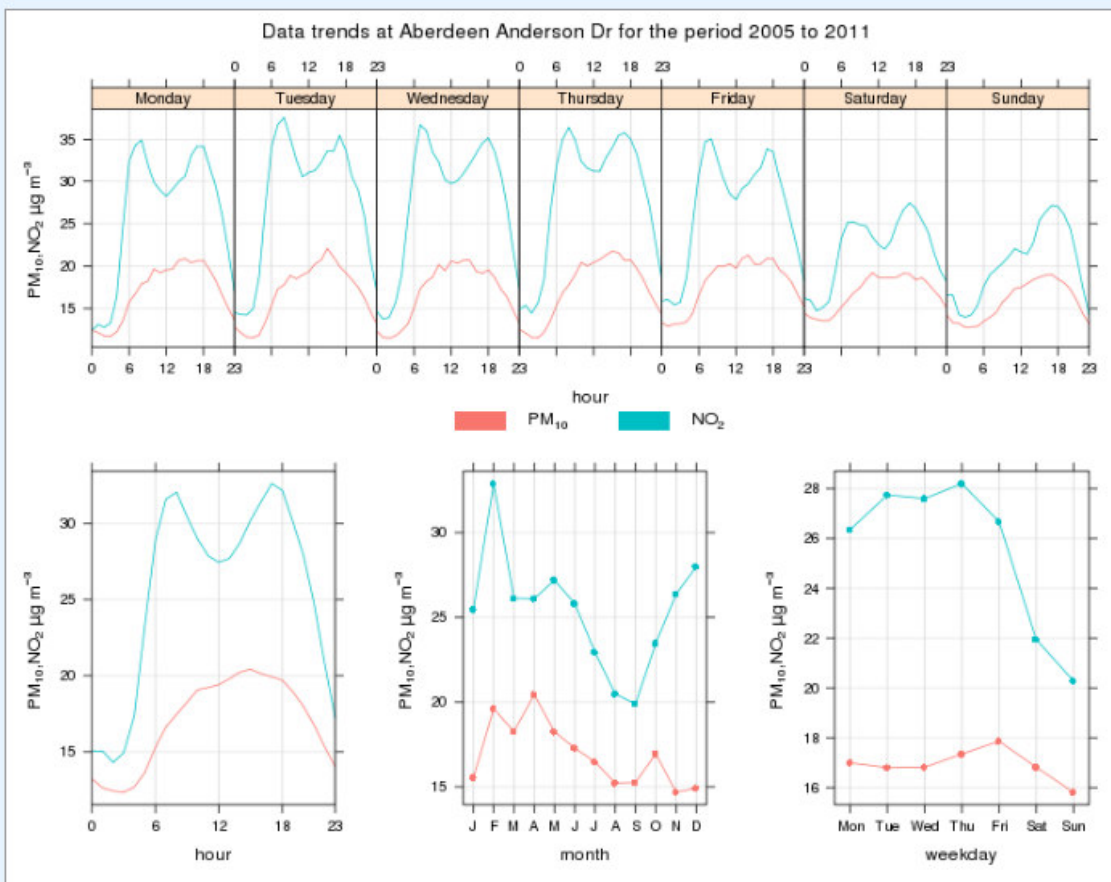 Data trends at Aberdeen Anderson Dr for the period 2005 to 2011
0 6 12 18 23
0 6 12 18 23
0 6 12 18 23
Monday Tuesday Wednesday Thursday Friday Saturday Sunday
35
30
25
20
15
PM₁₀,NO₂ µg m⁻³
0 6 12 18 23
0 6 12 18 23
0 6 12 18 23
0 6 12 18 23
hour
PM₁₀ NO₂
30
25
20
15
PM₁₀,NO₂ µg m⁻³
0 6 12 18 23
hour
30
25
20
15
PM₁₀,NO₂ µg m⁻³
J F M A M J J A S O N D
month
28
26
24
22
20
18
16
PM₁₀,NO₂ µg m⁻³
Mon Tue Wed Thu Fri Sat Sun
weekday